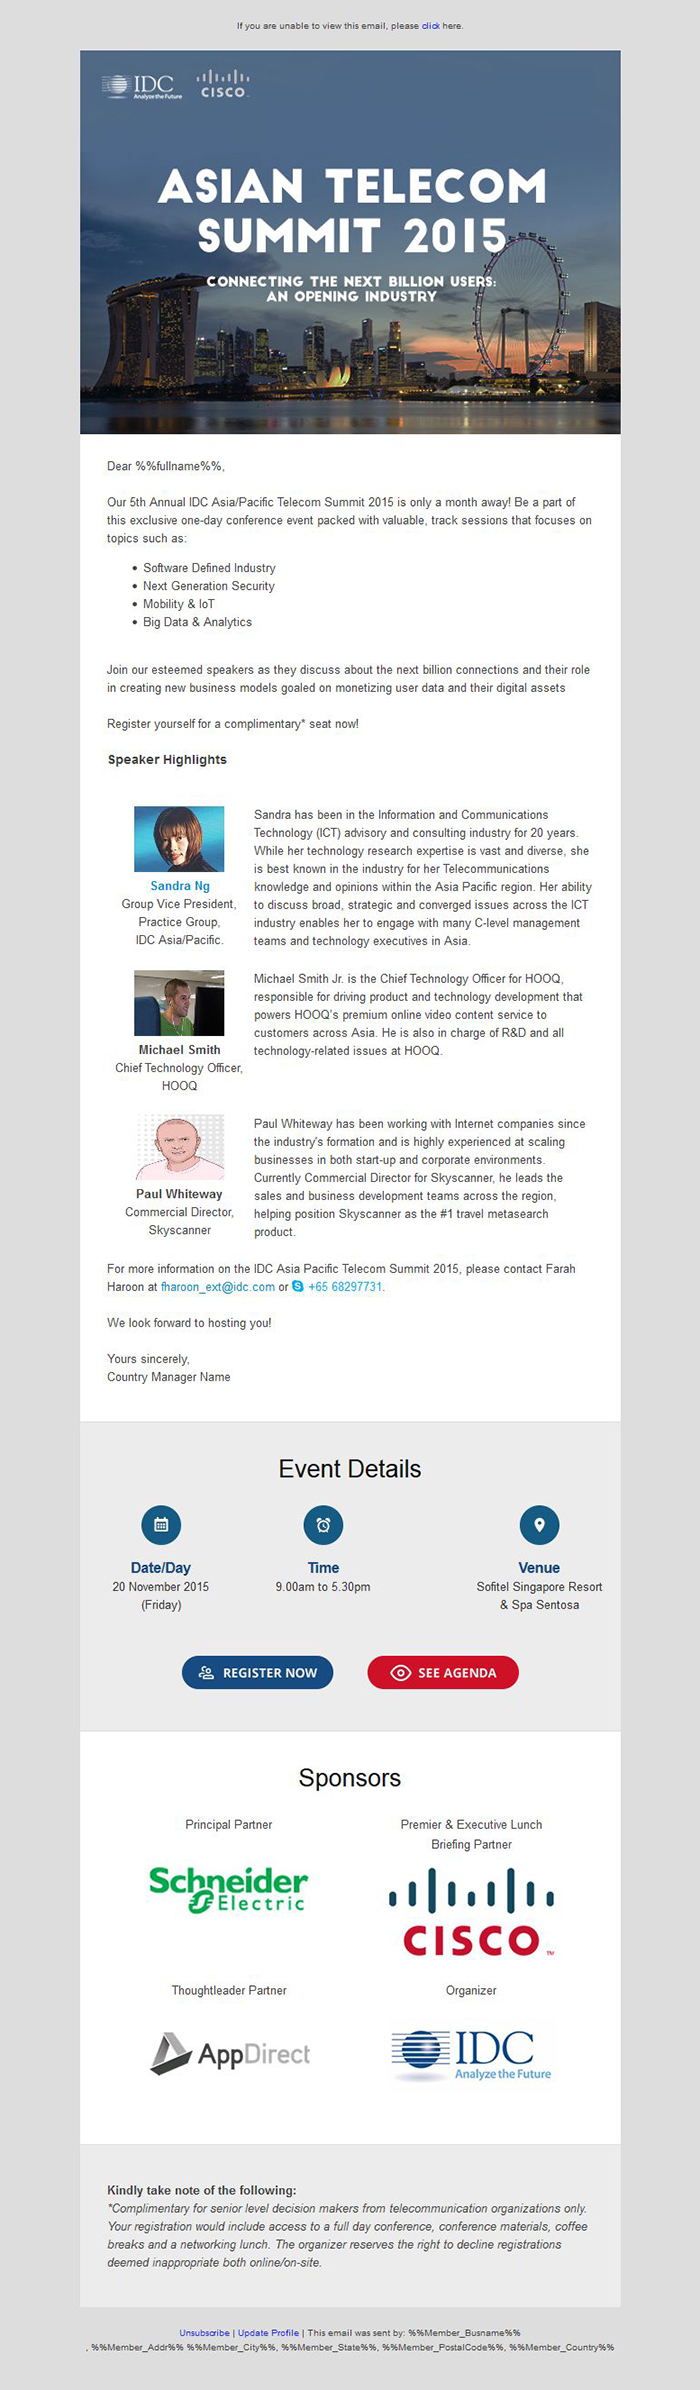 If you are unable to view this email, please click here.
IDC
Analyze the Future
CISCO
ASIAN TELECOM
SUMMIT 2015
CONNECTING THE NEXT BILLION USERS:
AN OPENING INDUSTRY
Dear %%fullname%%,
Our 5th Annual IDC Asia/Pacific Telecom Summit 2015 is only a month away! Be a part of
this exclusive one-day conference event packed with valuable, track sessions that focuses on
topics such as:
• Software Defined Industry
• Next Generation Security
• Mobility & IoT
• Big Data & Analytics
Join our esteemed speakers as they discuss about the next billion connections and their role
in creating new business models goaled on monetizing user data and their digital assets
Register yourself for a complimentary* seat now!
Speaker Highlights
Sandra Ng
Group Vice President,
Practice Group,
IDC Asia/Pacific.
Sandra has been in the Information and Communications
Technology (ICT) advisory and consulting industry for 20 years.
While her technology research expertise is vast and diverse, she
is best known in the industry for her Telecommunications
knowledge and opinions within the Asia Pacific region. Her ability
to discuss broad, strategic and converged issues across the ICT
industry enables her to engage with many C-level management
teams and technology executives in Asia.
Michael Smith
Chief Technology Officer,
HOOQ
Michael Smith Jr. is the Chief Technology Officer for HOOQ,
responsible for driving product and technology development that
powers HOOQ's premium online video content service to
customers across Asia. He is also in charge of R&D and all
technology-related issues at HOOQ.
Paul Whiteway
Commercial Director,
Skyscanner
Paul Whiteway has been working with Internet companies since
the industry's formation and is highly experienced at scaling
businesses in both start-up and corporate environments.
Currently Commercial Director for Skyscanner, he leads the
sales and business development teams across the region,
helping position Skyscanner as the #1 travel metasearch
product.
For more information on the IDC Asia Pacific Telecom Summit 2015, please contact Farah
Haroon at fharoon_ext@idc.com or +65 68297731.
We look forward to hosting you!
Yours sincerely,
Country Manager Name
Event Details
Date/Day
20 November 2015
(Friday)
Time
9.00am to 5.30pm
Venue
Sofitel Singapore Resort
& Spa Sentosa
REGISTER NOW
SEE AGENDA
Sponsors
Principal Partner
Schneider
Electric
Premier & Executive Lunch
Briefing Partner
CISCO™
Thoughtleader Partner
AppDirect
Organizer
IDC
Analyze the Future
Kindly take note of the following:
*Complimentary for senior level decision makers from telecommunication organizations only.
Your registration would include access to a full day conference, conference materials, coffee
breaks and a networking lunch. The organizer reserves the right to decline registrations
deemed inappropriate both online/on-site.
Unsubscribe | Update Profile | This email was sent by: %%Member_Busname%%
, %%Member_Addr%% %%Member_City%%, %%Member_State%%, %%Member_PostalCode%%, %%Member_Country%%